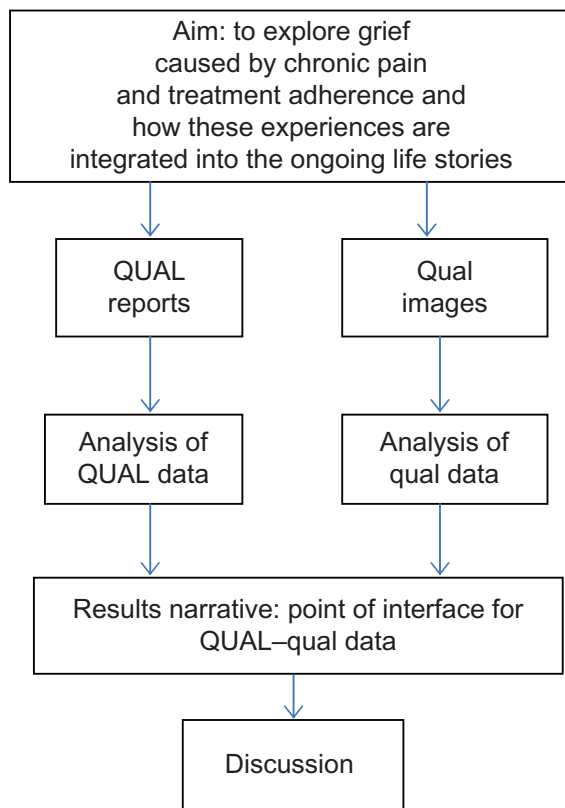 Aim: to explore grief
caused by chronic pain
and treatment adherence and
how these experiences are
integrated into the ongoing life stories
QUAL
reports
Qual
images
Analysis of
QUAL data
Analysis of
qual data
Results narrative: point of interface for
QUAL–qual data
Discussion